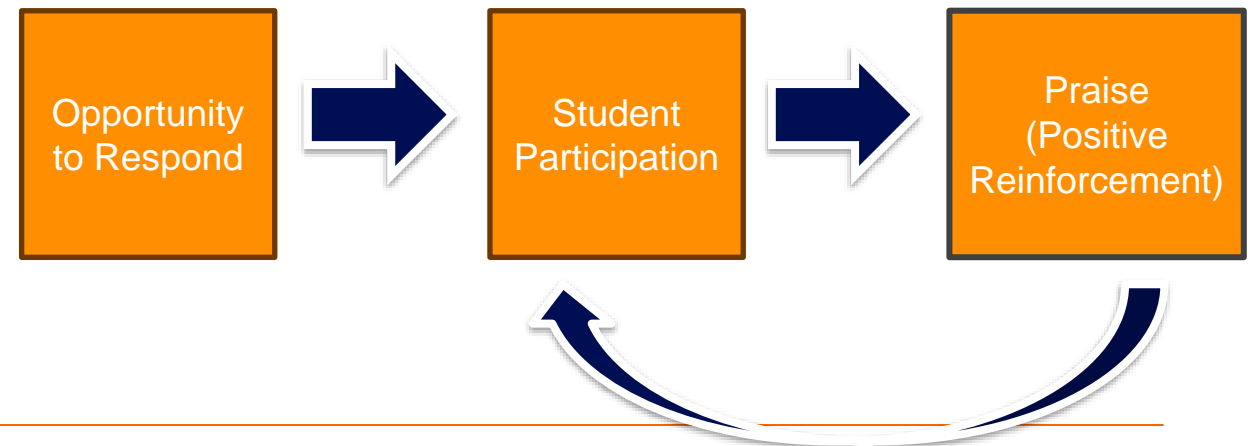 Opportunity
to Respond
Student
Participation
Praise
(Positive
Reinforcement)